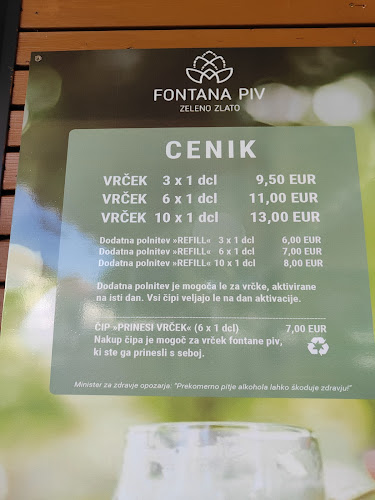 FONTANA PIV
ZELENO ZLATO
CENIK
VRČEK 3 x 1 dcl 9,50 EUR
VRČEK 6 x 1 dcl 11,00 EUR
VRČEK 10 x 1 dcl 13,00 EUR
Dodatna polnitev »REFILL« 3 x 1 dcl 6,00 EUR
Dodatna polnitev »REFILL« 6 x 1 dcl 7,00 EUR
Dodatna polnitev »REFILL« 10 x 1 dcl 8,00 EUR
Dodatna polnitev je mogoča le za vrčke, aktivirane
na isti dan. Vsi čipi veljajo le na dan aktivacije.
ČIP »PRINESI VRČEK« (6 x 1 dcl) 7,00 EUR
Nakup čipa je mogoč za vrček fontane piv,
ki ste ga prinesli s seboj.
Minister za zdravje opozarja: "Prekomerno pitje alkohola lahko škoduje zdravju!"